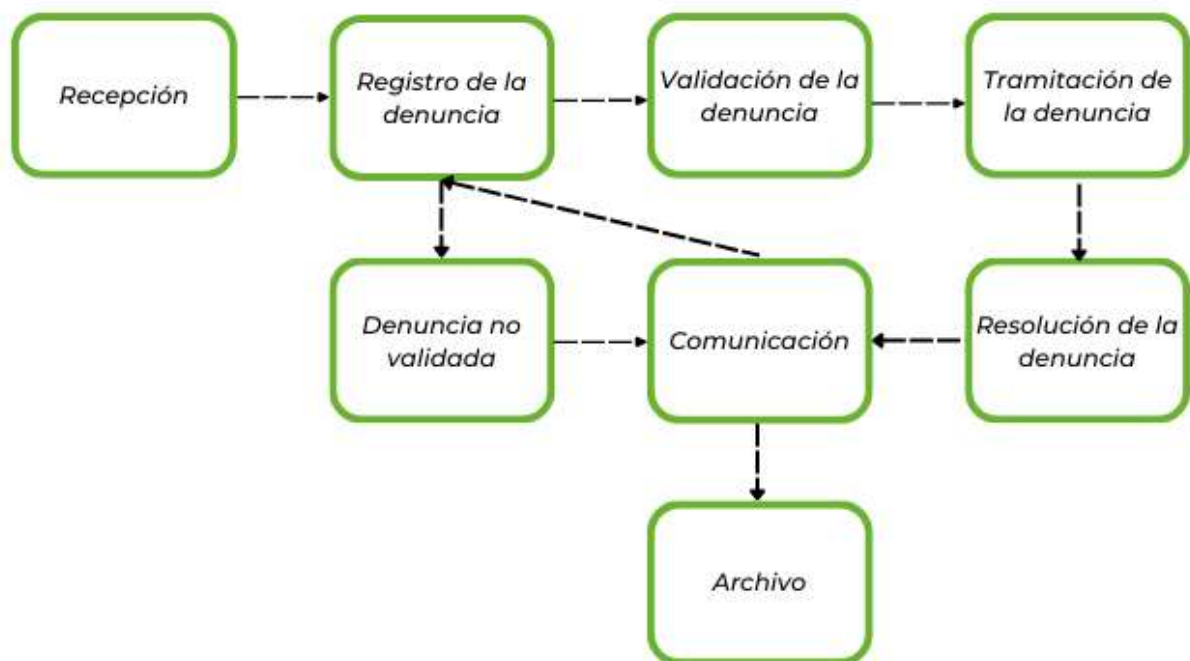 Recepción
Registro de la
denuncia
Validación de la
denuncia
Tramitación de
la denuncia
Denuncia no
validada
Comunicación
Resolución de la
denuncia
Archivo